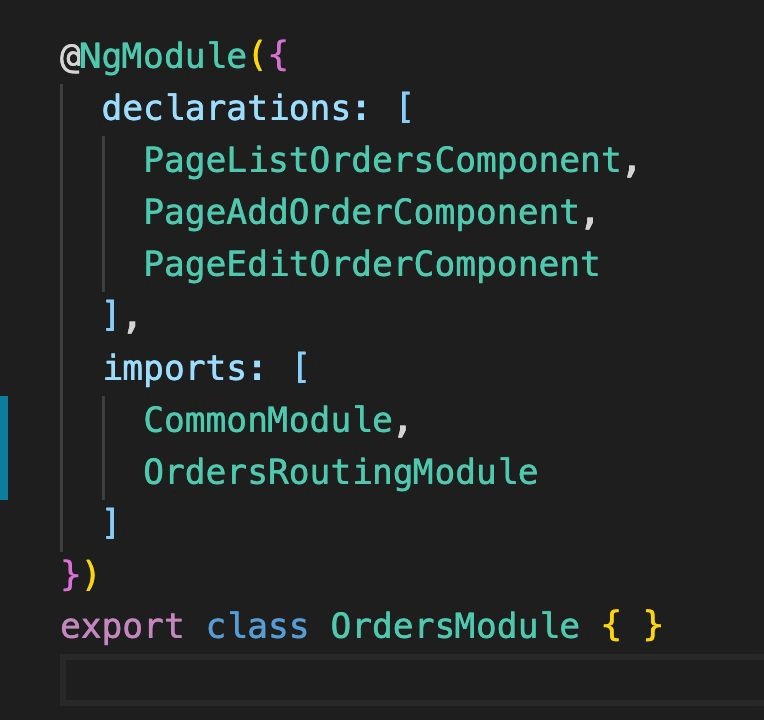 @NgModule({
declarations: [
PageListOrdersComponent,
PageAddOrderComponent,
PageEditOrderComponent
],
imports: [
CommonModule,
OrdersRoutingModule
]
})
export class OrdersModule { }